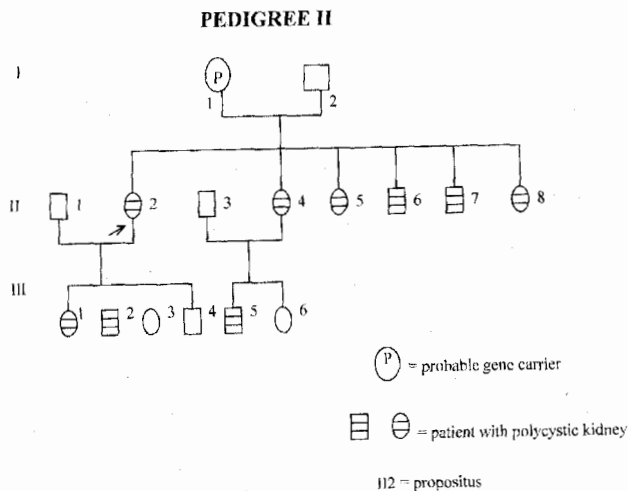 PEDIGREE II
I
P
1
2
II
1
2
3
4
5
6
7
8
III
1
2
3
4
5
6
P = probable gene carrier
= patient with polycystic kidney
II2 = propositus